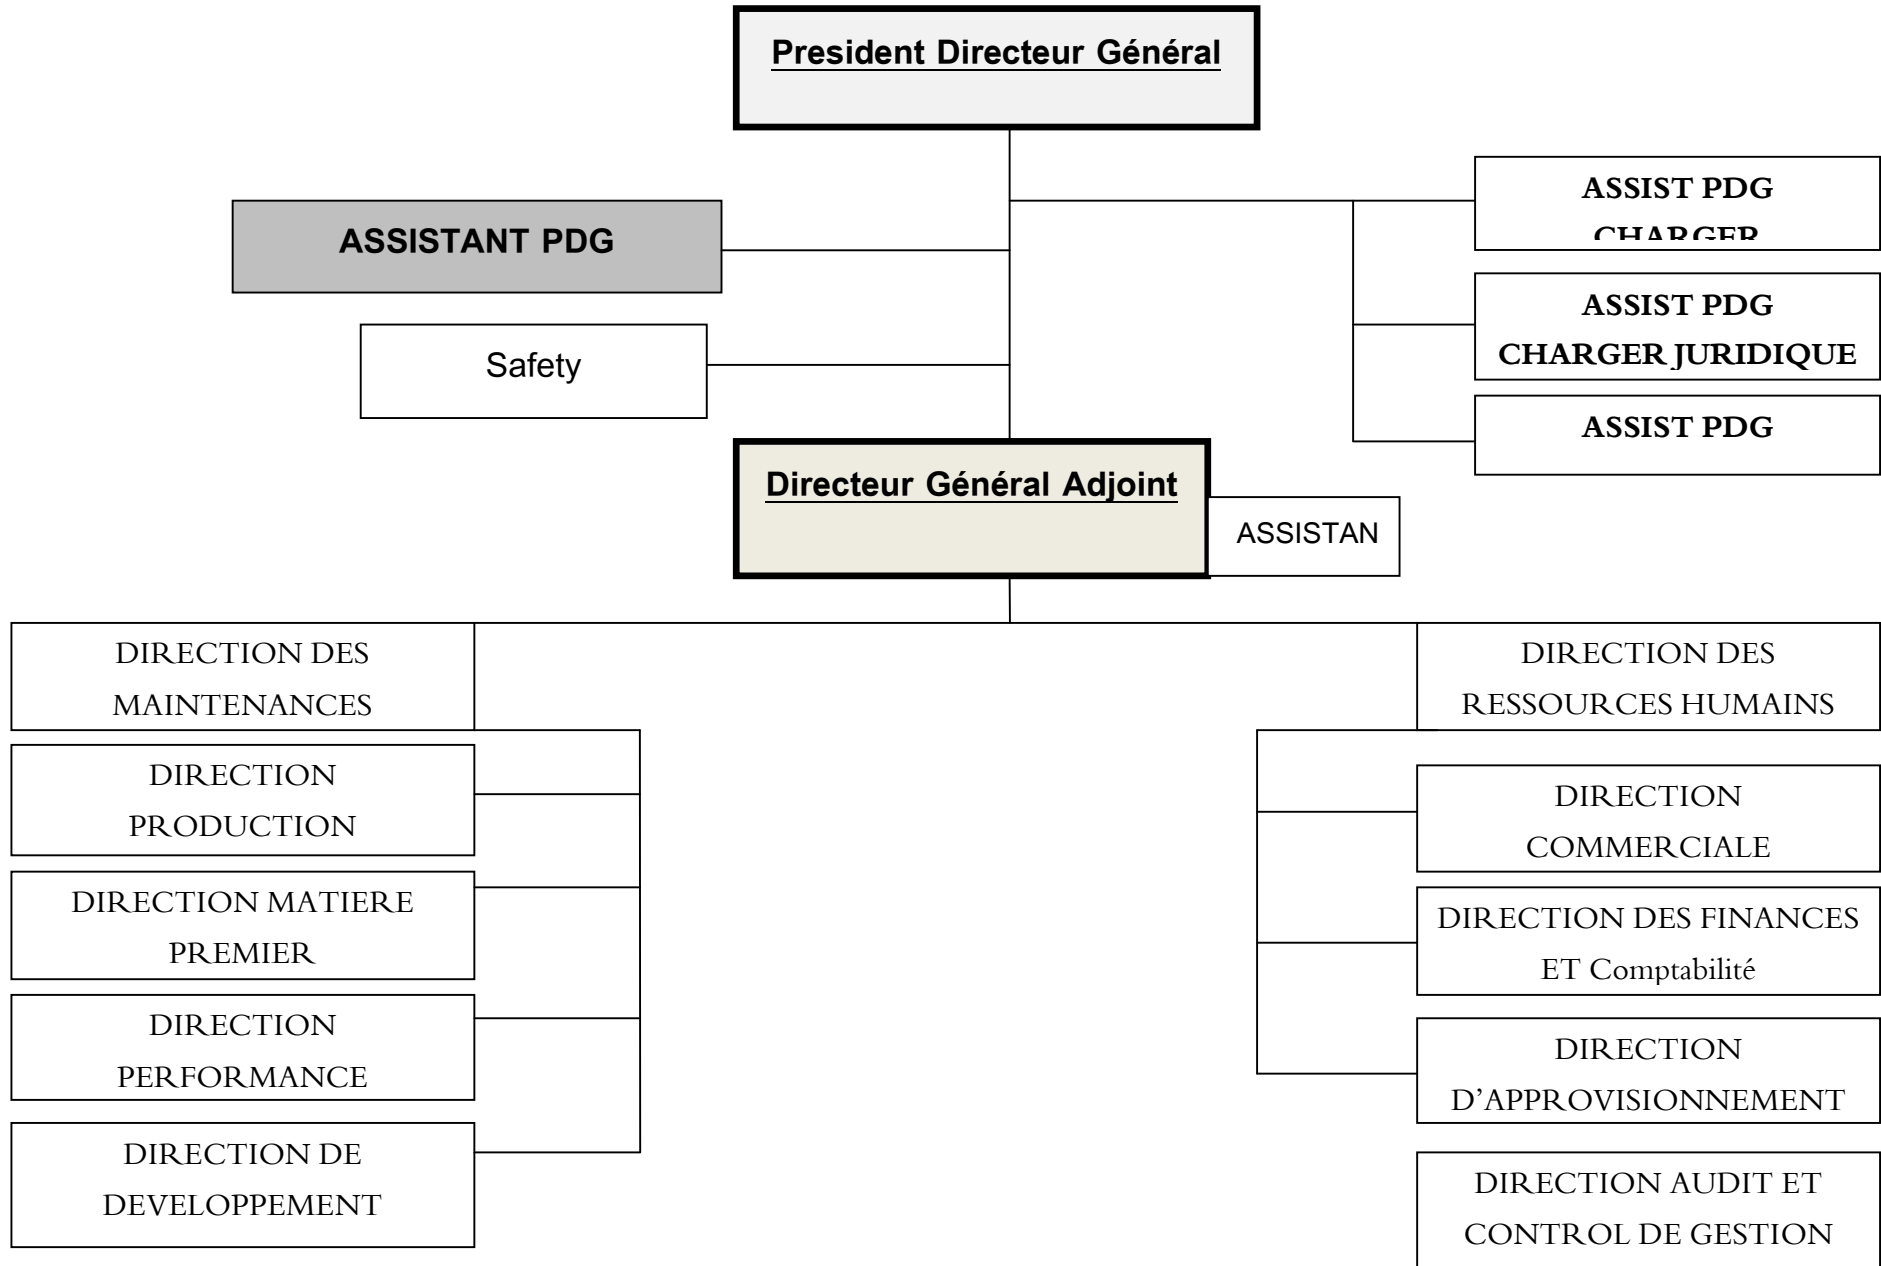 President Directeur Général
ASSIST PDG
CHARGER
ASSISTANT PDG
ASSIST PDG
CHARGER JURIDIQUE
Safety
ASSIST PDG
Directeur Général Adjoint
ASSISTAN
DIRECTION DES
MAINTENANCES
DIRECTION
PRODUCTION
DIRECTION MATIERE
PREMIER
DIRECTION
PERFORMANCE
DIRECTION DE
DEVELOPPEMENT
DIRECTION DES
RESSOURCES HUMAINS
DIRECTION
COMMERCIALE
DIRECTION DES FINANCES
ET Comptabilité
DIRECTION
D’APPROVISIONNEMENT
DIRECTION AUDIT ET
CONTROL DE GESTION